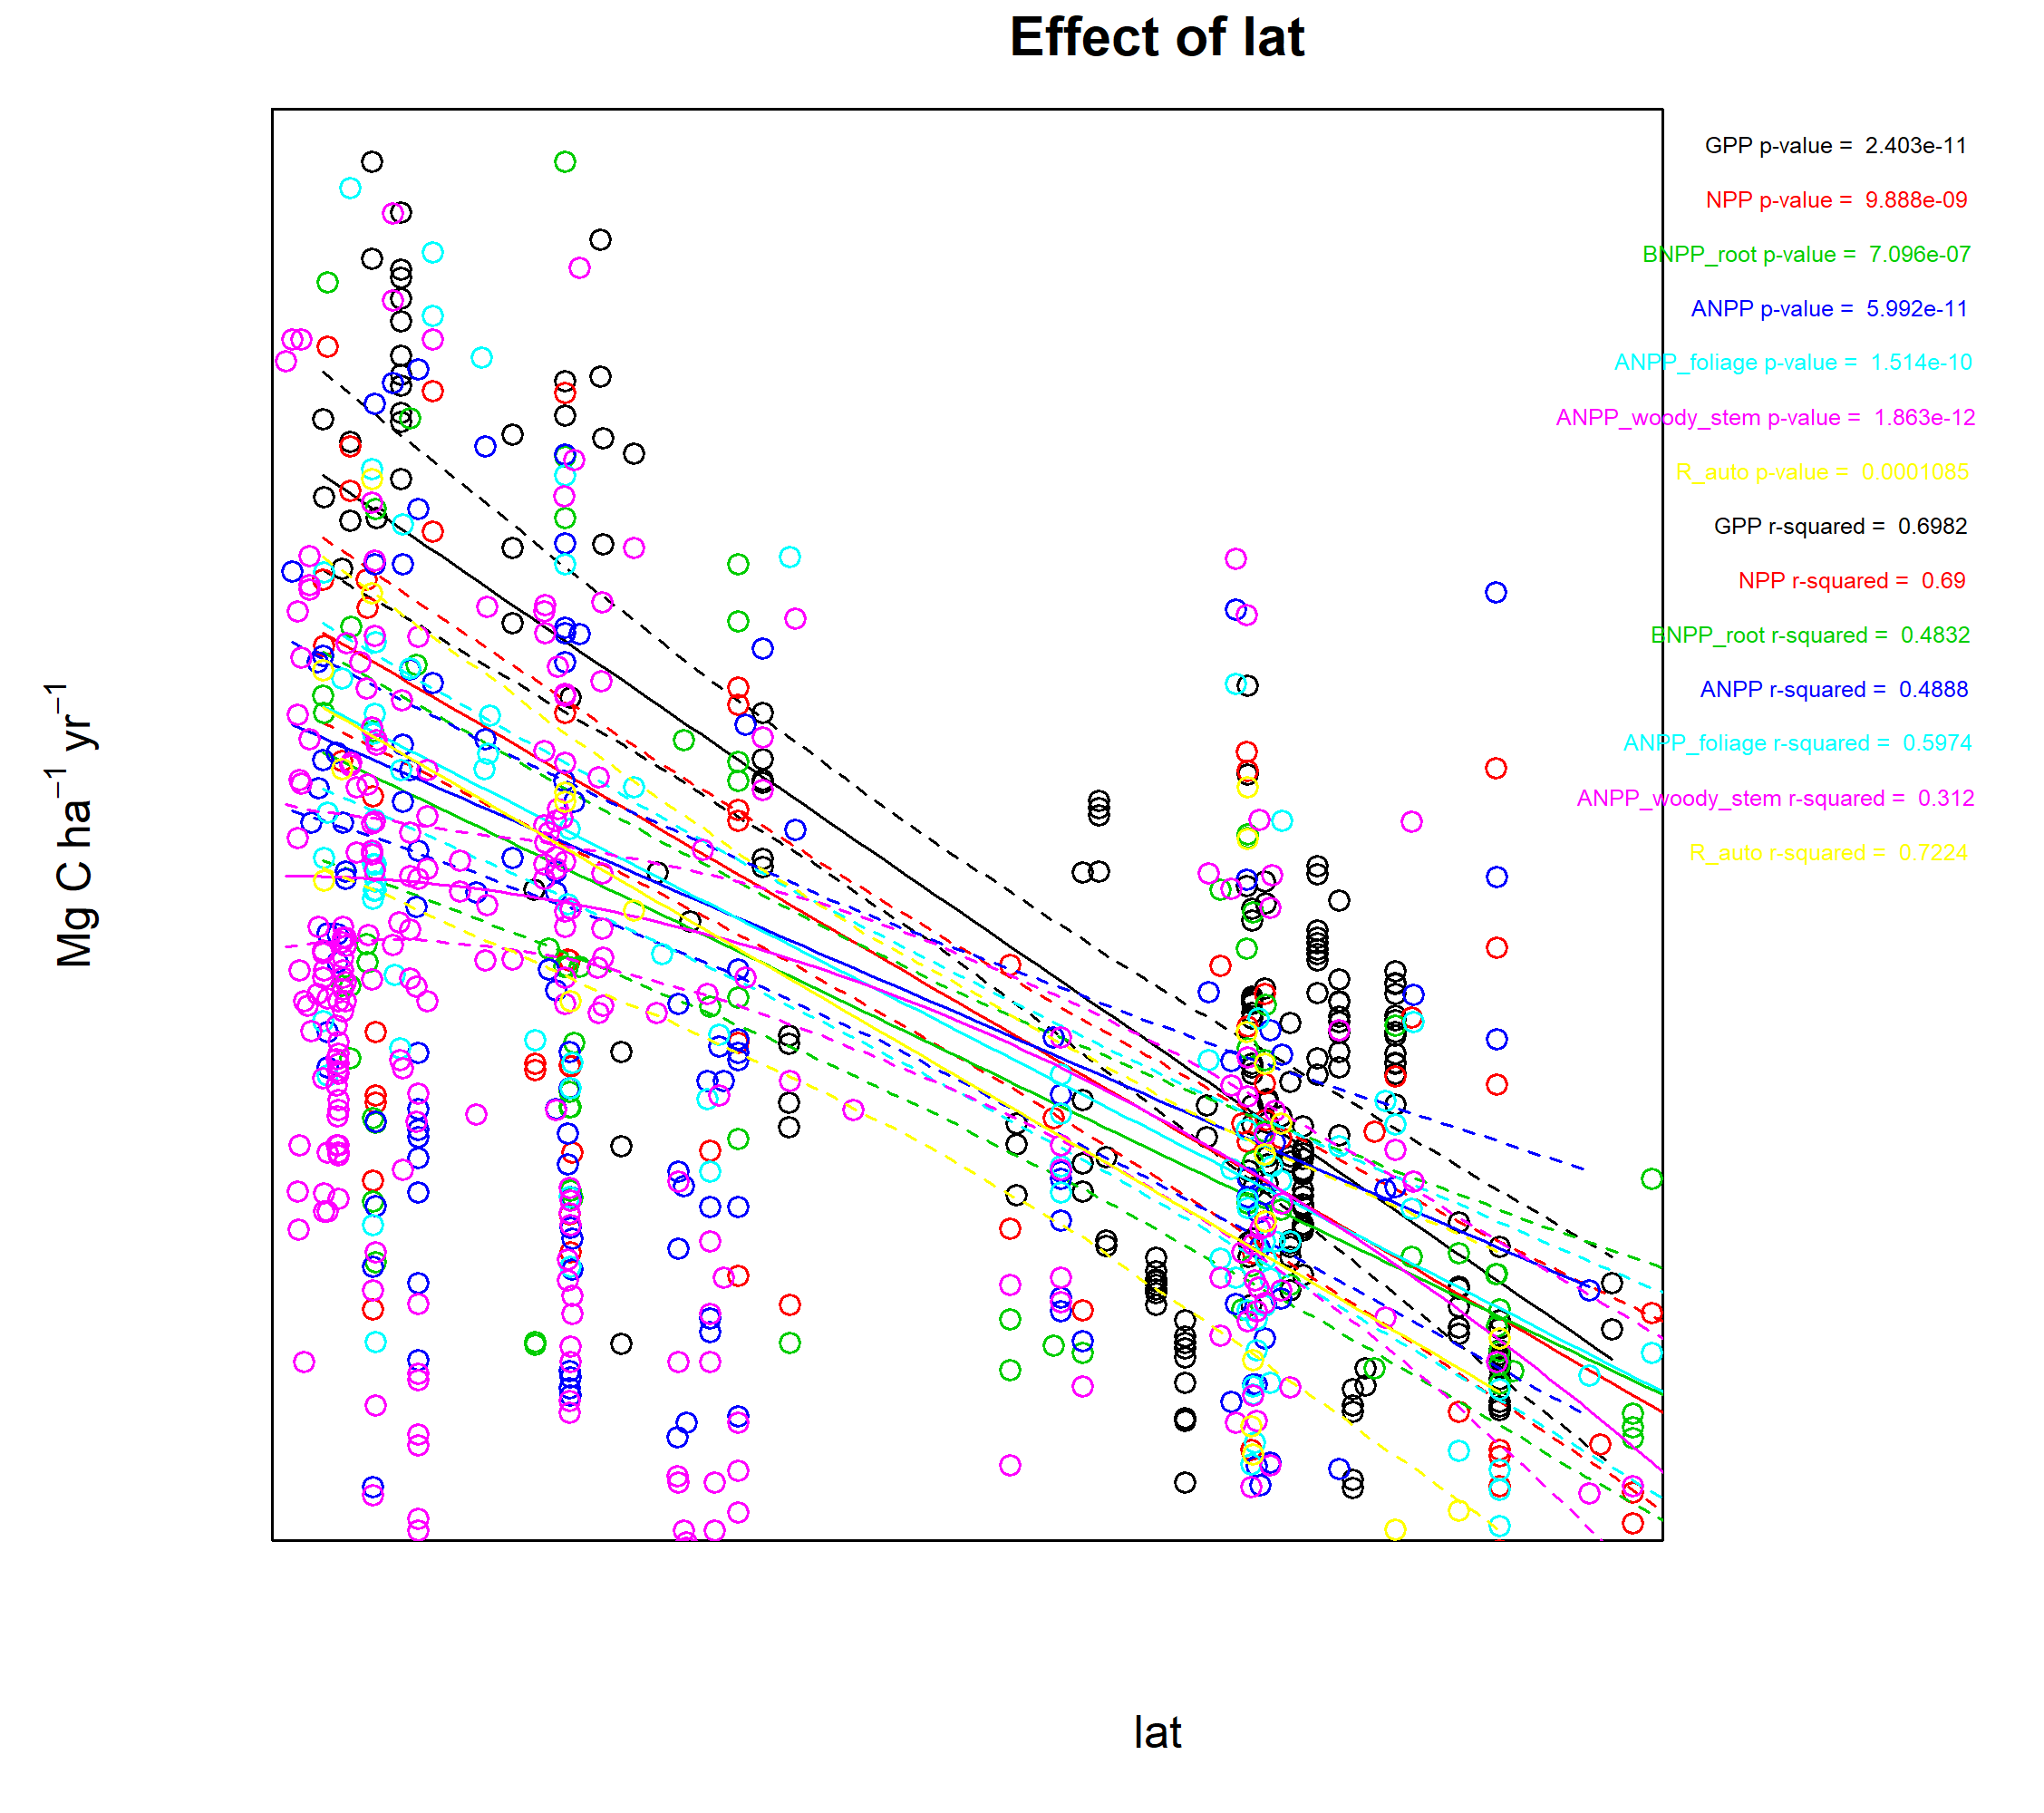 Effect of lat
GPP p-value = 2.403e-11
NPP p-value = 9.888e-09
BNPP_root p-value = 7.096e-07
ANPP p-value = 5.992e-11
ANPP_foliage p-value = 1.514e-10
ANPP_woody_stem p-value = 1.863e-12
R_auto p-value = 0.0001085
GPP r-squared = 0.6982
NPP r-squared = 0.69
BNPP_root r-squared = 0.4832
ANPP r-squared = 0.4888
ANPP_foliage r-squared = 0.5974
ANPP_woody_stem r-squared = 0.312
R_auto r-squared = 0.7224
Mg C ha⁻¹ yr⁻¹
lat